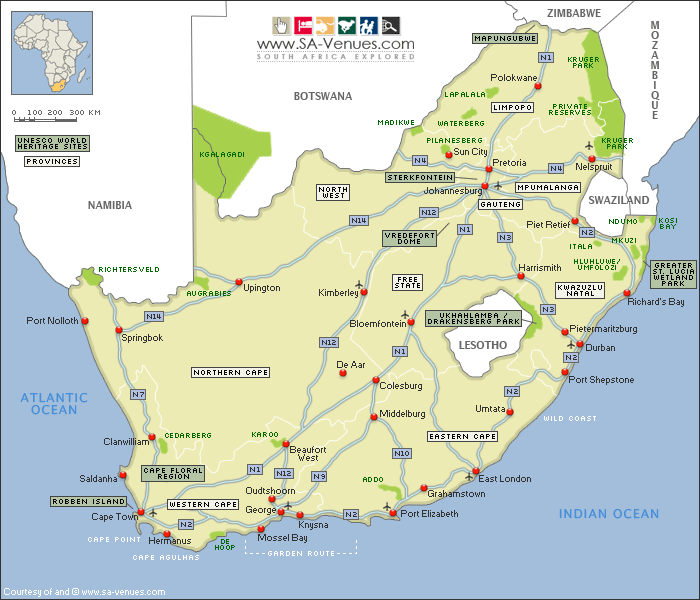 www.SA-Venues.com
SOUTH AFRICA EXPLORED
0 100 200 300 KM
UNESCO WORLD
HERITAGE SITES
PROVINCES
ZIMBABWE
MOZAMBIQUE
BOTSWANA
NAMIBIA
SWAZILAND
LESOTHO
MAPUNGUBWE
N1
KRUGER
PARK
Polokwane
LAPALALA
LIMPOPO
PRIVATE
RESERVES
MADIKWE
WATERBERG
PILANESBERG
KRUGER
PARK
Sun City
KGALAGADI
N4
Pretoria
N4
Nelspruit
STERKFONTEIN
Johannesburg
MPUMALANGA
NORTH
WEST
GAUTENG
N14
N12
N1
N3
Piet Retief
NDUMO
KOSI
BAY
N2
VREDEFORT
DOME
ITALA
MKUZI
HLUHLUWE/
UMFOLOZI
GREATER
ST. LUCIA
WETLAND
PARK
RICHTERSVELD
AUGRABIES
Upington
Kimberley
FREE
STATE
Harrismith
KWAZUZLU
NATAL
Richard's Bay
Port Nolloth
N14
Springbok
Bloemfontein
UKHAHLAMBA /
DRAKENSBERG PARK
N3
Pietermaritzburg
Durban
N12
N1
N2
NORTHERN CAPE
De Aar
Colesburg
Port Shepstone
ATLANTIC
OCEAN
N7
N2
Middelburg
Umtata
WILD COAST
Clanwilliam
CEDARBERG
KAROO
EASTERN CAPE
Beaufort
West
N10
Saldanha
CAPE FLORAL
REGION
N1
N12
N9
ADDO
East London
Oudtshoorn
Grahamstown
ROBBEN ISLAND
WESTERN CAPE
George
Cape Town
N2
Knysna
N2
Port Elizabeth
INDIAN OCEAN
CAPE POINT
Hermanus
DE
HOOP
Mossel Bay
CAPE AGULHAS
GARDEN ROUTE
Courtesy of and © www.sa-venues.com